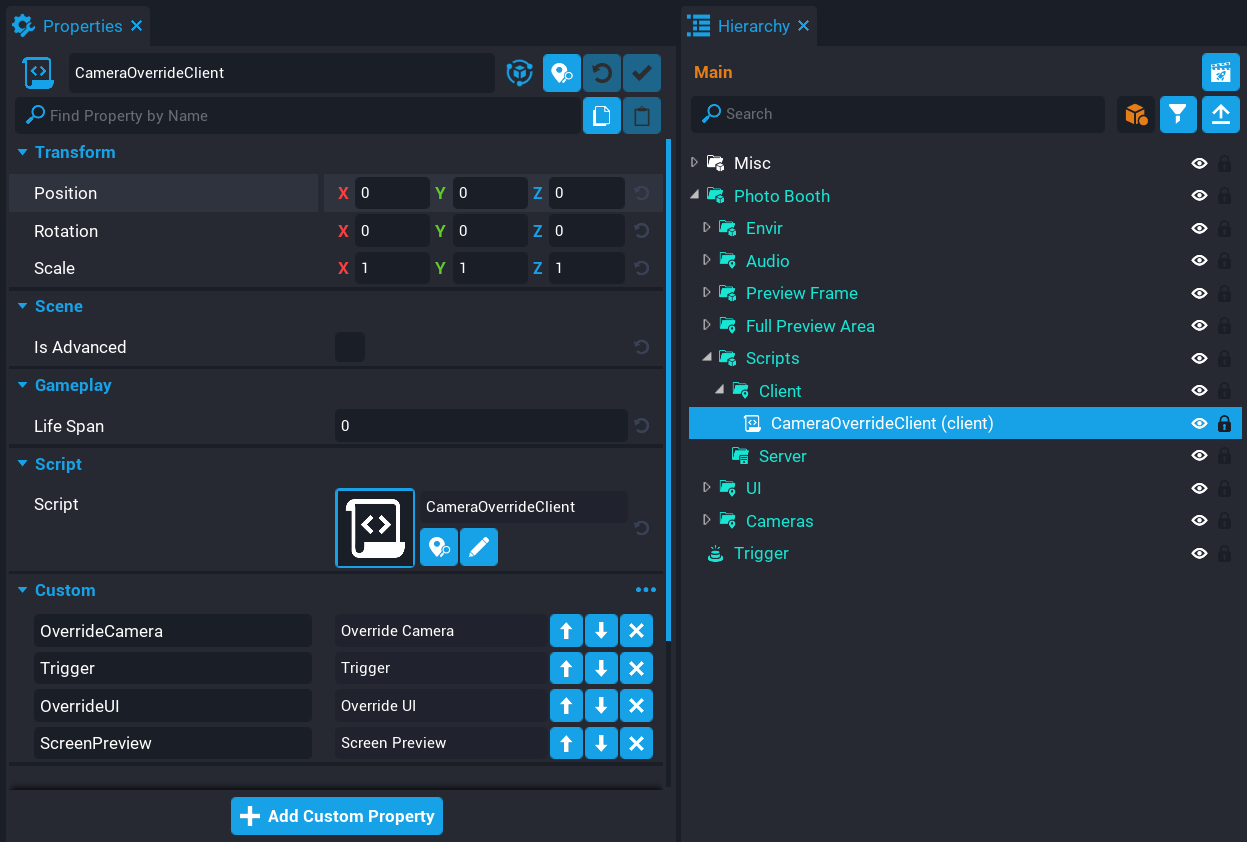 Properties
CameraOverrideClient
Find Property by Name
Transform
Position X 0 Y 0 Z 0
Rotation X 0 Y 0 Z 0
Scale X 1 Y 1 Z 1
Scene
Is Advanced
Gameplay
Life Span 0
Script
Script CameraOverrideClient
Custom
OverrideCamera Override Camera
Trigger Trigger
OverrideUI Override UI
ScreenPreview Screen Preview
Add Custom Property
Hierarchy
Main
Search
Misc
Photo Booth
Envir
Audio
Preview Frame
Full Preview Area
Scripts
Client
CameraOverrideClient (client)
Server
UI
Cameras
Trigger